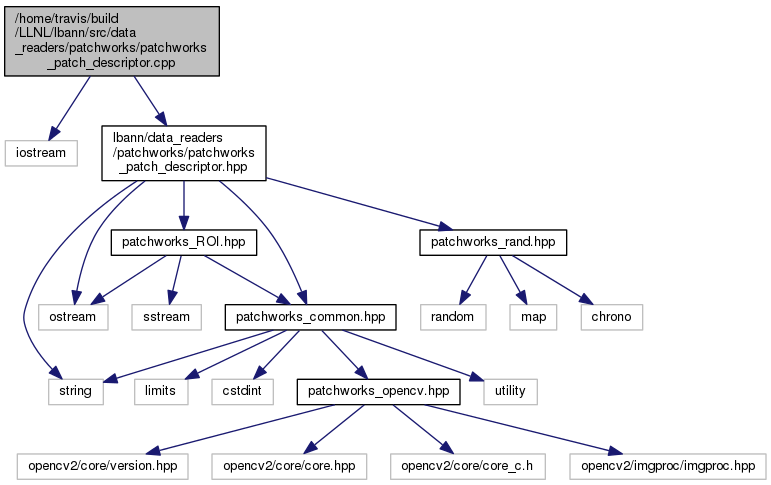 /home/travis/build
/LLNL/lbann/src/data
_readers/patchworks/patchworks
_patch_descriptor.cpp
iostream
lbann/data_readers
/patchworks/patchworks
_patch_descriptor.hpp
patchworks_ROI.hpp
patchworks_rand.hpp
ostream
sstream
patchworks_common.hpp
random
map
chrono
string
limits
cstdint
patchworks_opencv.hpp
utility
opencv2/core/version.hpp
opencv2/core/core.hpp
opencv2/core/core_c.h
opencv2/imgproc/imgproc.hpp